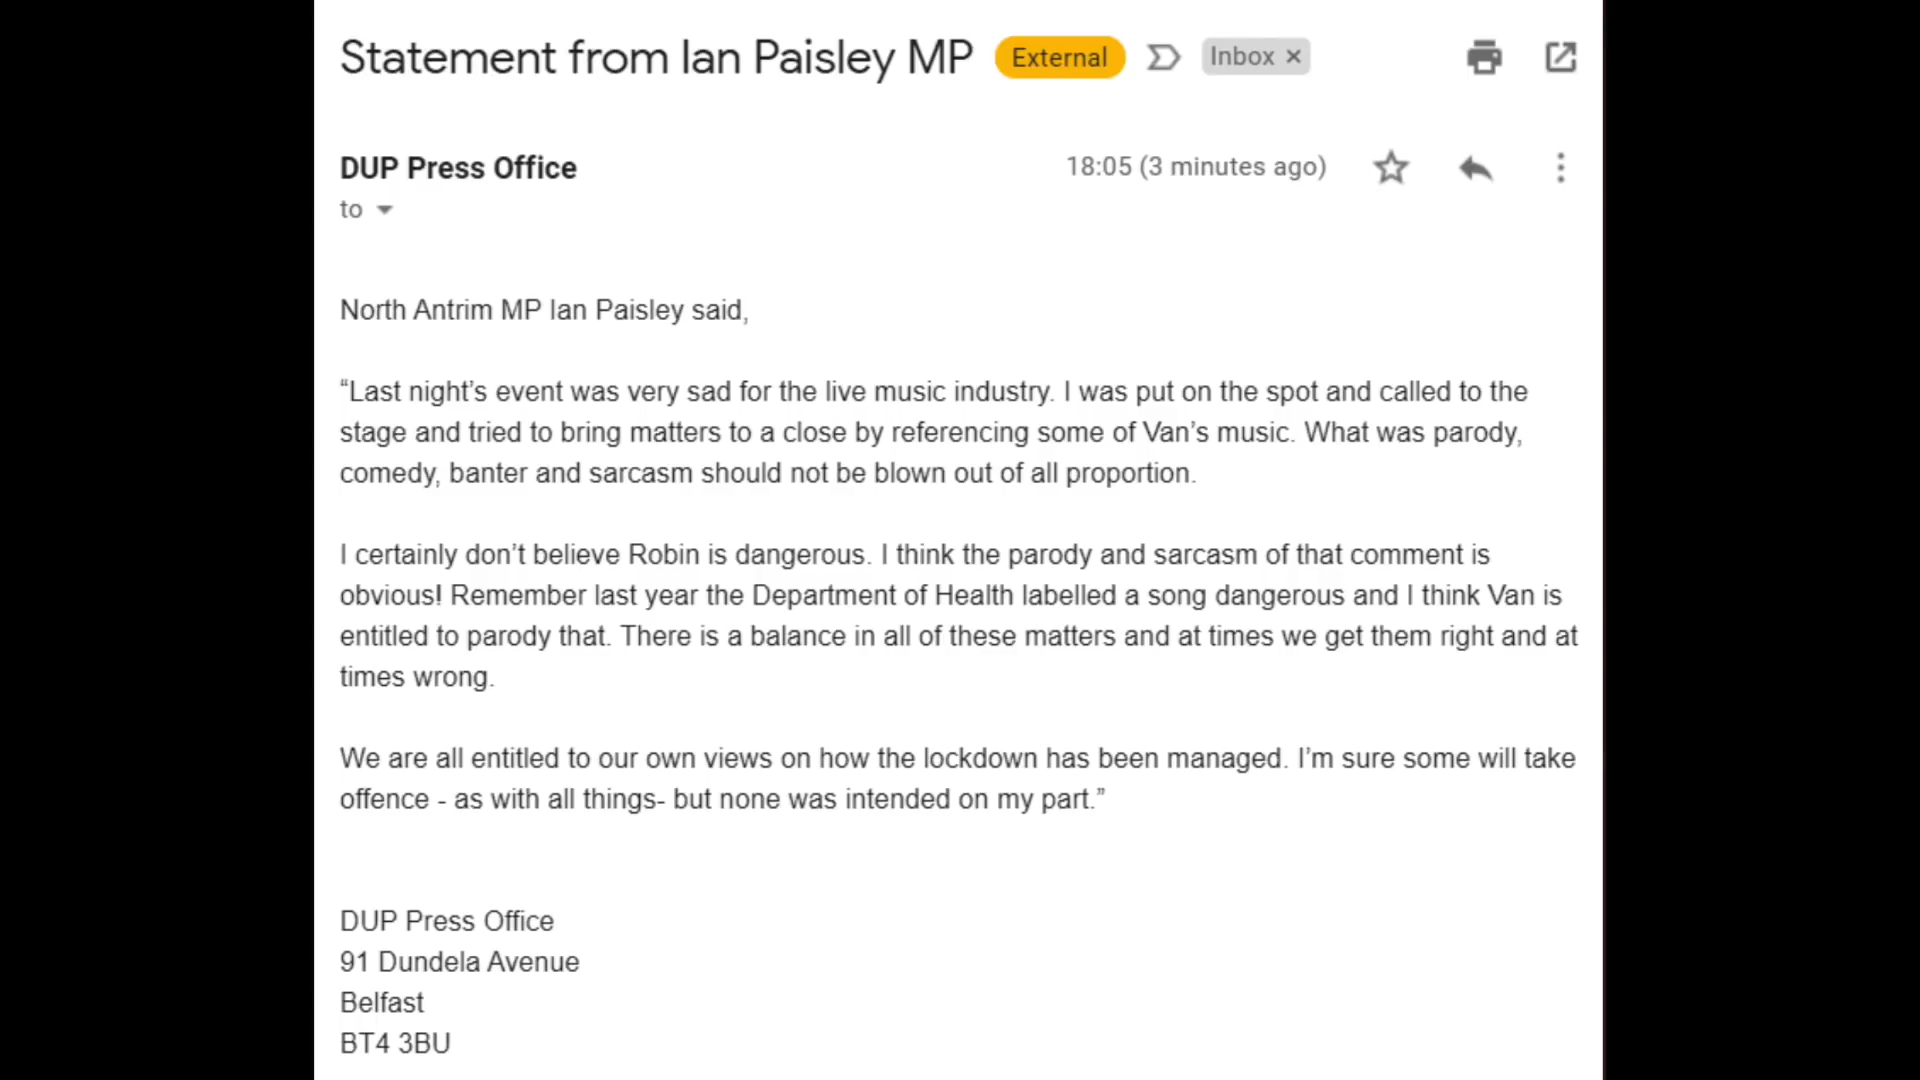 Statement from Ian Paisley MP External Inbox ×
DUP Press Office 18:05 (3 minutes ago)
to
North Antrim MP Ian Paisley said,
“Last night’s event was very sad for the live music industry. I was put on the spot and called to the
stage and tried to bring matters to a close by referencing some of Van’s music. What was parody,
comedy, banter and sarcasm should not be blown out of all proportion.
I certainly don’t believe Robin is dangerous. I think the parody and sarcasm of that comment is
obvious! Remember last year the Department of Health labelled a song dangerous and I think Van is
entitled to parody that. There is a balance in all of these matters and at times we get them right and at
times wrong.
We are all entitled to our own views on how the lockdown has been managed. I’m sure some will take
offence - as with all things- but none was intended on my part.”
DUP Press Office
91 Dundela Avenue
Belfast
BT4 3BU